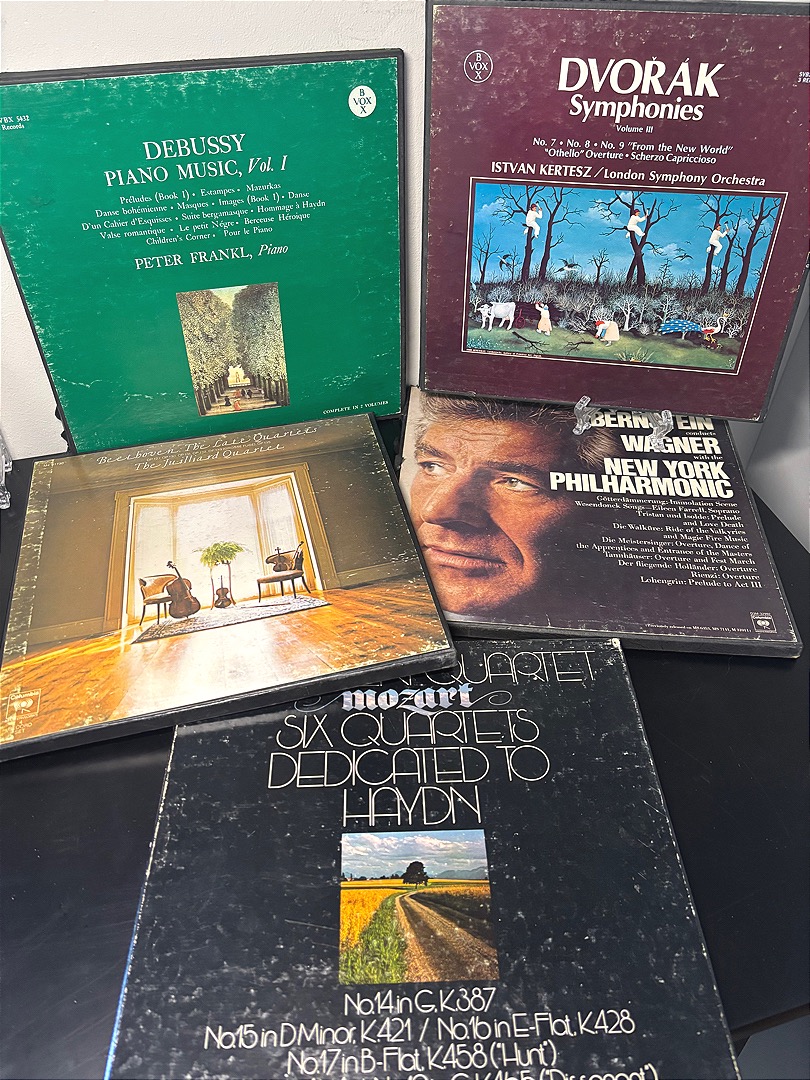 VBX 5432
Records
B
VOX
X
DEBUSSY
PIANO MUSIC, Vol. I
Préludes (Book I) • Estampes • Mazurkas
Danse bohémienne • Masques • Images (Book I) • Danse
D'un Cahier d'Esquisses • Suite bergamasque • Hommage à Haydn
Valse romantique • Le petit Nègre • Berceuse Héroique
Children's Corner • Pour le Piano
PETER FRANKL, Piano
COMPLETE IN 2 VOLUMES
B
VOX
X
DVOŘÁK
Symphonies
Volume III
No. 7 • No. 8 • No. 9 "From the New World"
"Othello" Overture • Scherzo Capriccioso
ISTVAN KERTESZ / London Symphony Orchestra
Beethoven: The Late Quartets
The Juilliard Quartet
Columbia
BERNSTEIN
conducts
WAGNER
with the
NEW YORK
PHILHARMONIC
Götterdämmerung: Immolation Scene
Wesendonck Songs—Eileen Farrell, Soprano
Tristan und Isolde: Prelude
and Love Death
Die Walküre: Ride of the Valkyries
and Magic Fire Music
Die Meistersinger: Overture, Dance of
the Apprentices and Entrance of the Masters
Tannhäuser: Overture and Fest March
Der fliegende Holländer: Overture
Rienzi: Overture
Lohengrin: Prelude to Act III
QUARTET
mozart
SIX QUARTETS
DEDICATED TO
HAYDN
No.14 in G, K.387
No.15 in D Minor, K.421 / No.16 in E-Flat, K.428
No.17 in B-Flat, K.458 ("Hunt")